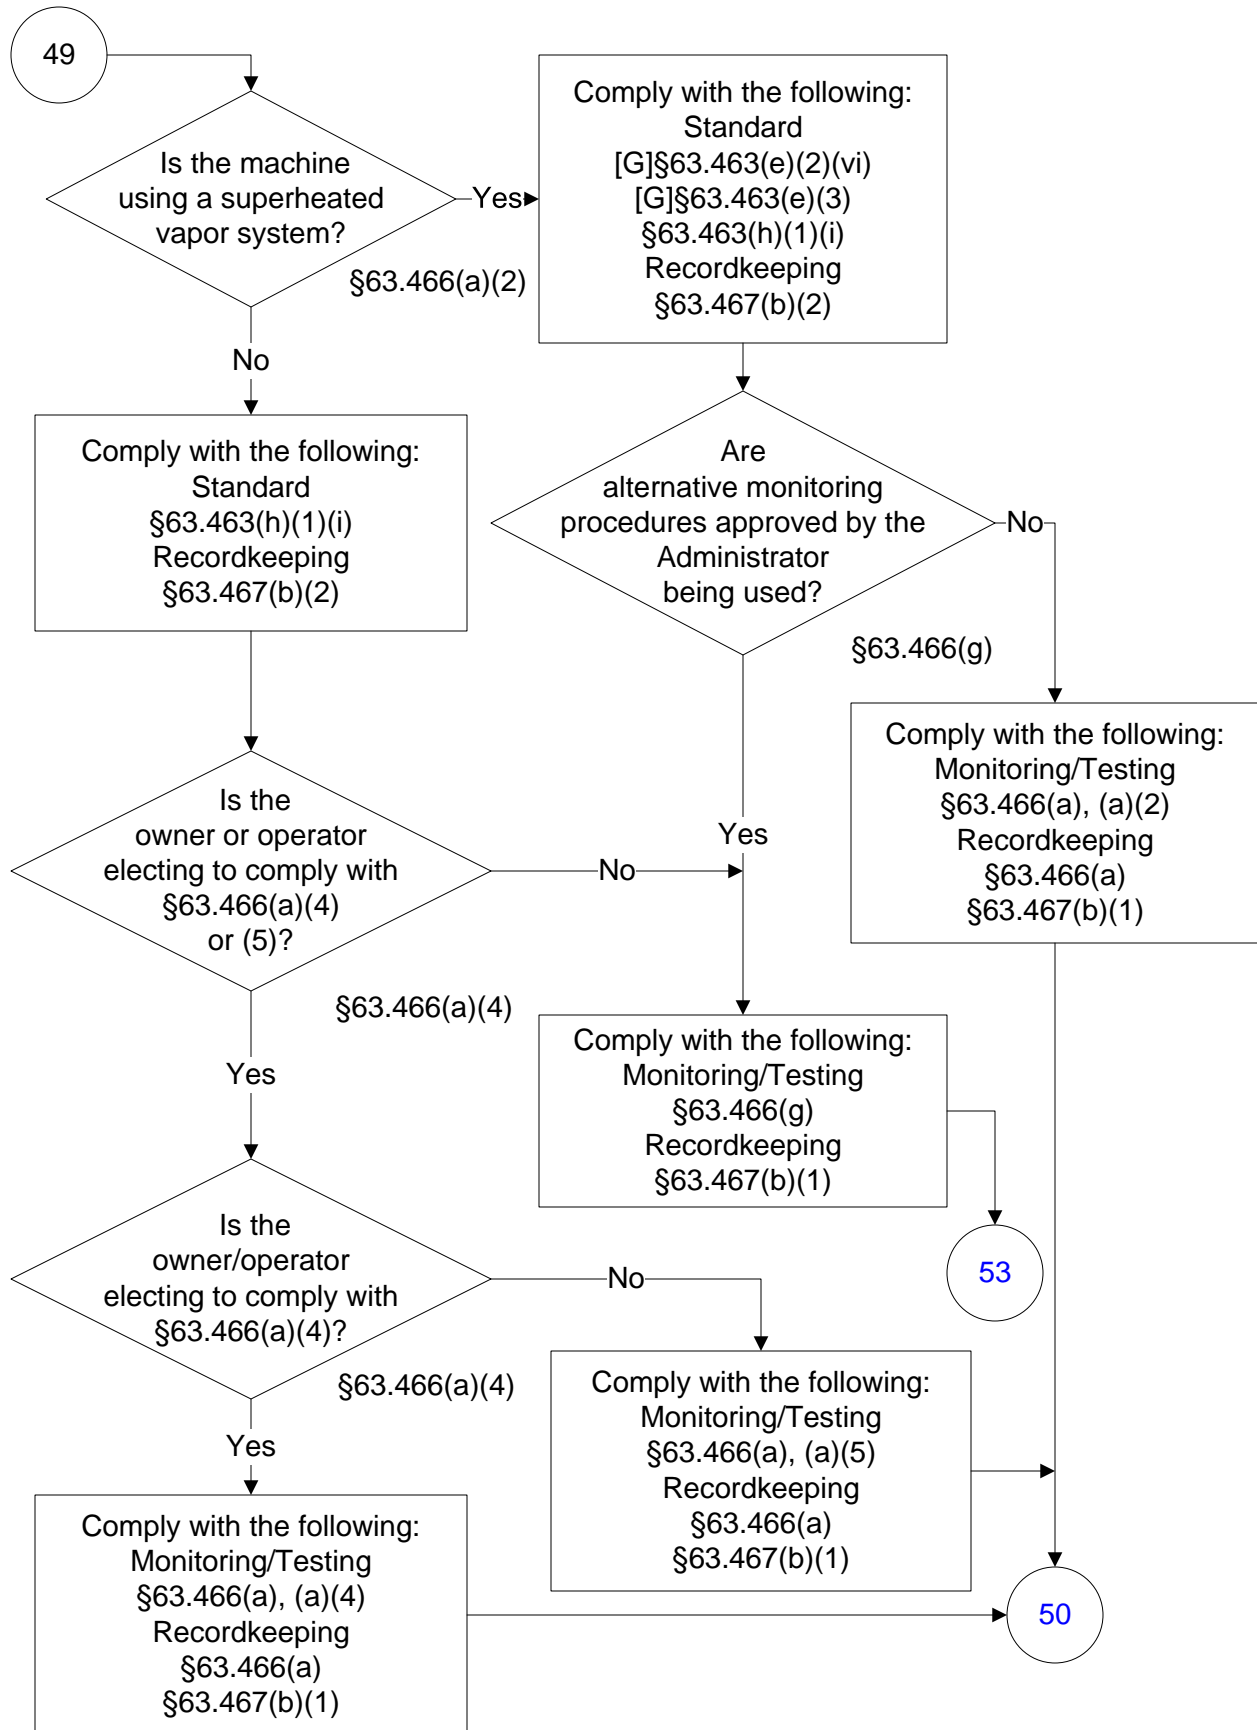 49
Is the machine
using a superheated
vapor system?
Yes
§63.466(a)(2)
No
Comply with the following:
Standard
[G]§63.463(e)(2)(vi)
[G]§63.463(e)(3)
§63.463(h)(1)(i)
Recordkeeping
§63.467(b)(2)
Comply with the following:
Standard
§63.463(h)(1)(i)
Recordkeeping
§63.467(b)(2)
Are
alternative monitoring
procedures approved by the
Administrator
being used?
No
§63.466(g)
Yes
Comply with the following:
Monitoring/Testing
§63.466(a), (a)(2)
Recordkeeping
§63.466(a)
§63.467(b)(1)
Is the
owner or operator
electing to comply with
§63.466(a)(4)
or (5)?
No
§63.466(a)(4)
Yes
Comply with the following:
Monitoring/Testing
§63.466(g)
Recordkeeping
§63.467(b)(1)
53
Is the
owner/operator
electing to comply with
§63.466(a)(4)?
No
§63.466(a)(4)
Yes
Comply with the following:
Monitoring/Testing
§63.466(a), (a)(5)
Recordkeeping
§63.466(a)
§63.467(b)(1)
Comply with the following:
Monitoring/Testing
§63.466(a), (a)(4)
Recordkeeping
§63.466(a)
§63.467(b)(1)
50